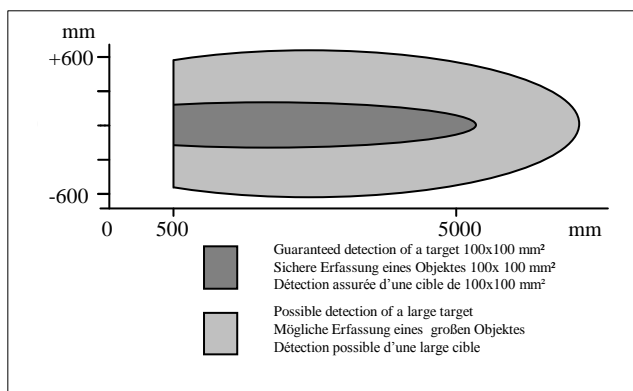 mm
+600
-600
0 500 5000 mm
Guaranteed detection of a target 100x100 mm²
Sichere Erfassung eines Objektes 100x 100 mm²
Détection assurée d’une cible de 100x100 mm²
Possible detection of a large target
Mögliche Erfassung eines großen Objektes
Détection possible d’une large cible